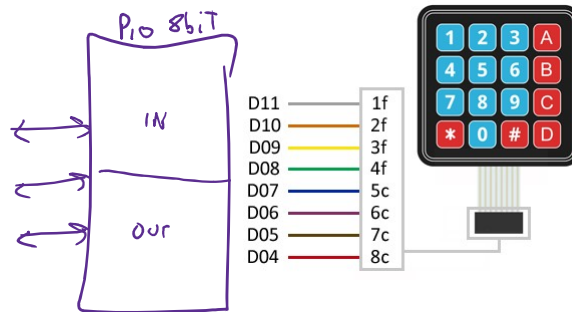 Pio 8biT
IN
OUT
D11 1f
D10 2f
D09 3f
D08 4f
D07 5c
D06 6c
D05 7c
D04 8c
1 2 3 A
4 5 6 B
7 8 9 C
* 0 # D